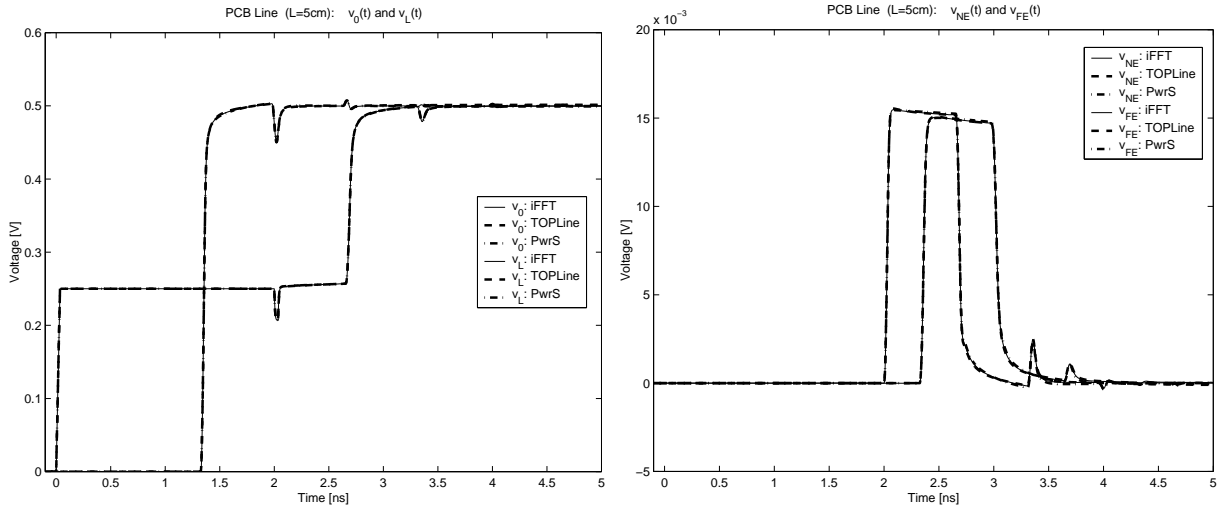 PCB Line (L=5cm): v0(t) and vL(t)
0.6
0.5
0.4
0.3
0.2
0.1
0
Voltage [V]
v0: iFFT
v0: TOPLine
v0: PwrS
vL: iFFT
vL: TOPLine
vL: PwrS
0 0.5 1 1.5 2 2.5 3 3.5 4 4.5 5
Time [ns]
PCB Line (L=5cm): vNE(t) and vFE(t)
x 10−3
20
15
10
5
0
−5
Voltage [V]
vNE: iFFT
vNE: TOPLine
vNE: PwrS
vFE: iFFT
vFE: TOPLine
vFE: PwrS
0 0.5 1 1.5 2 2.5 3 3.5 4 4.5 5
Time [ns]